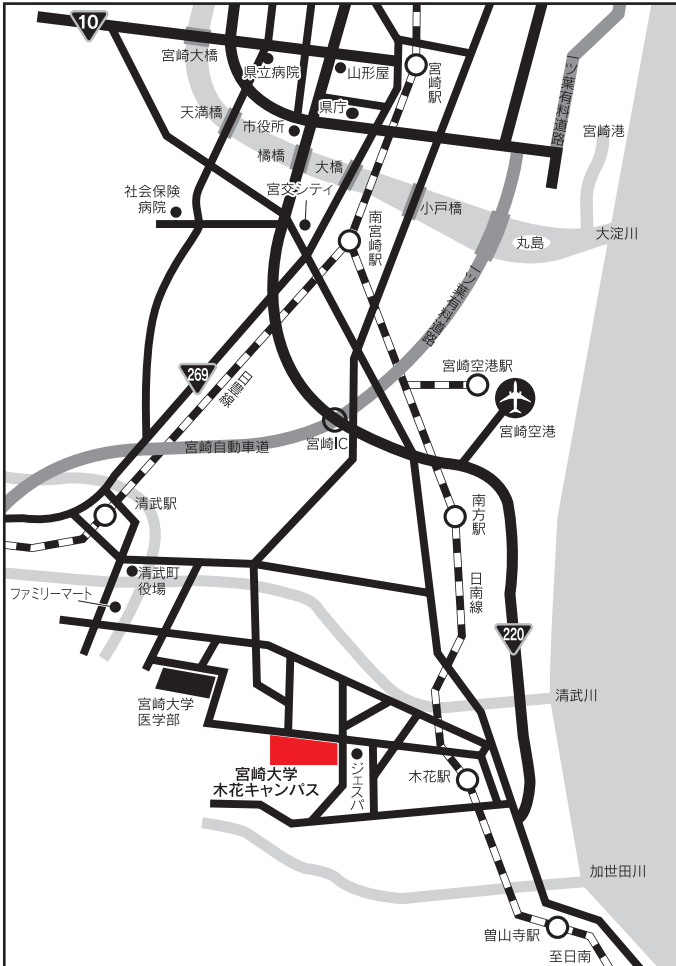 10
宮崎大橋
県立病院
山形屋
宮崎駅
一ツ葉有料道路
天満橋
市役所
県庁
宮崎港
橘橋
大橋
社会保険
病院
宮交シティ
小戸橋
南宮崎駅
丸島
大淀川
一ツ葉有料道路
269
日豊線
宮崎空港駅
宮崎空港
宮崎自動車道
宮崎IC
清武駅
南方駅
清武町
役場
ファミリーマート
日南線
220
宮崎大学
医学部
清武川
宮崎大学
木花キャンパス
ジェスパ
木花駅
加世田川
曽山寺駅
至日南